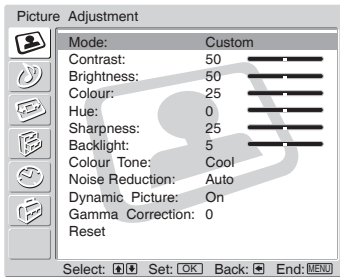 Picture Adjustment
Mode: Custom
Contrast: 50
Brightness: 50
Colour: 25
Hue: 0
Sharpness: 25
Backlight: 5
Colour Tone: Cool
Noise Reduction: Auto
Dynamic Picture: On
Gamma Correction: 0
Reset
Select: Set: OK Back: End: MENU